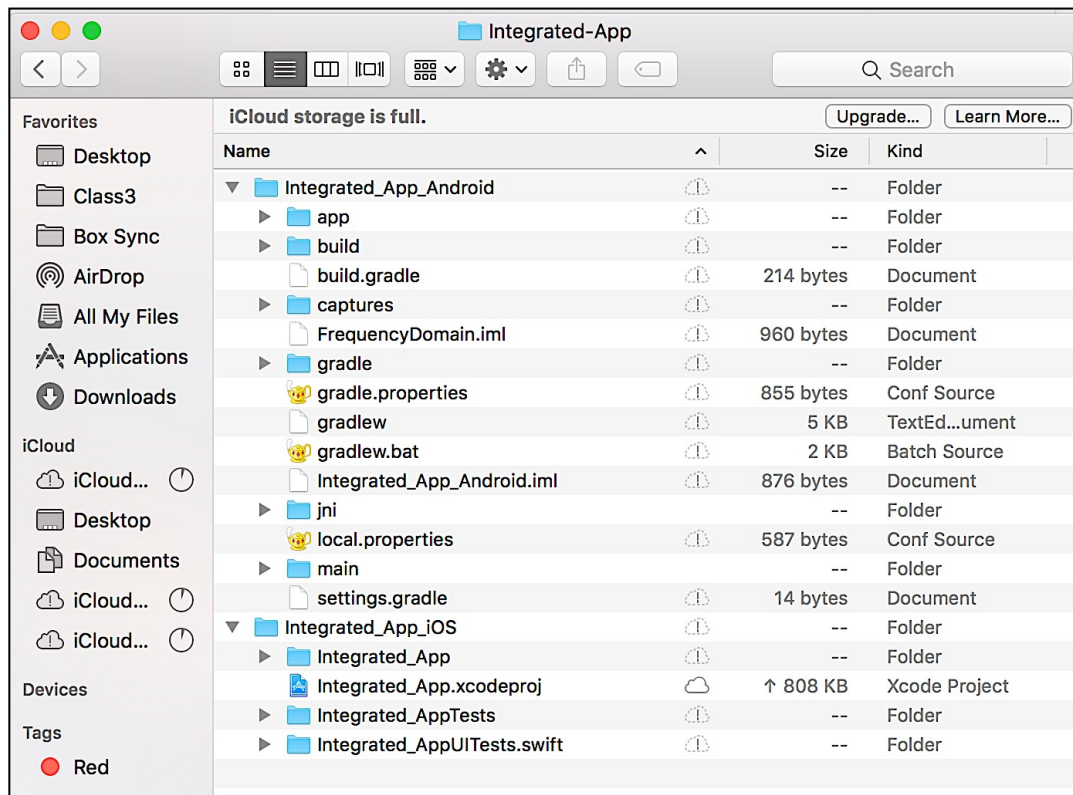 Integrated-App
Search
Favorites
Desktop
Class3
Box Sync
AirDrop
All My Files
Applications
Downloads
iCloud
iCloud...
Desktop
Documents
iCloud...
iCloud...
Devices
Tags
Red
iCloud storage is full. Upgrade... Learn More...
Name Size Kind
Integrated_App_Android -- Folder
app -- Folder
build -- Folder
build.gradle 214 bytes Document
captures -- Folder
FrequencyDomain.iml 960 bytes Document
gradle -- Folder
gradle.properties 855 bytes Conf Source
gradlew 5 KB TextEd...ument
gradlew.bat 2 KB Batch Source
Integrated_App_Android.iml 876 bytes Document
jni -- Folder
local.properties 587 bytes Conf Source
main -- Folder
settings.gradle 14 bytes Document
Integrated_App_iOS -- Folder
Integrated_App -- Folder
Integrated_App.xcodeproj ↑ 808 KB Xcode Project
Integrated_AppTests -- Folder
Integrated_AppUITests.swift -- Folder